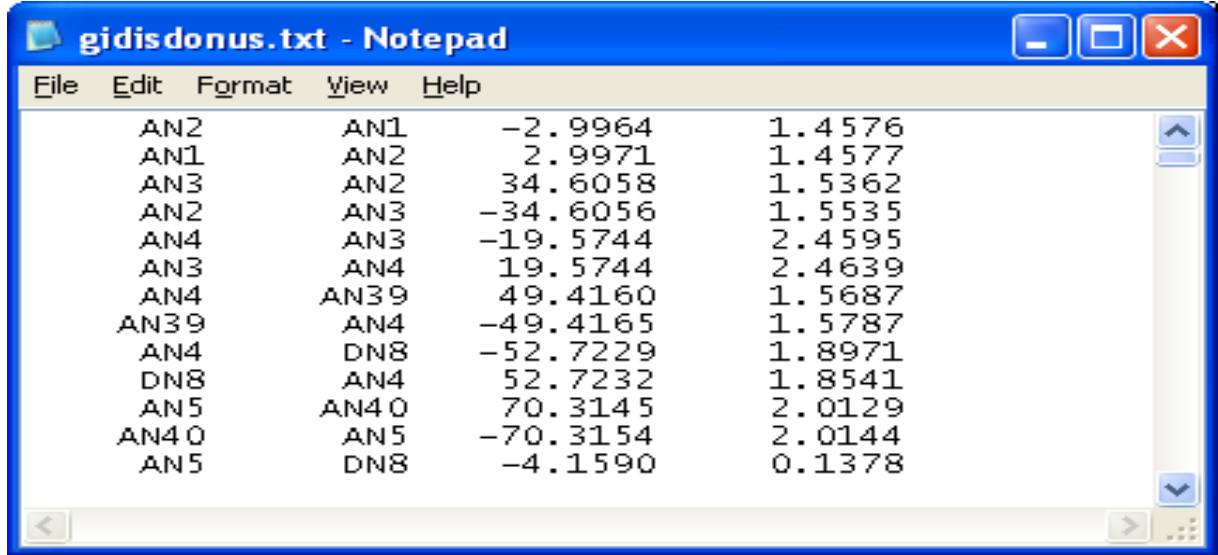 gidisdonus.txt - Notepad
File Edit Format View Help
AN2 AN1 -2.9964 1.4576
AN1 AN2 2.9971 1.4577
AN3 AN2 34.6058 1.5362
AN2 AN3 -34.6056 1.5535
AN4 AN3 -19.5744 2.4595
AN3 AN4 19.5744 2.4639
AN4 AN39 49.4160 1.5687
AN39 AN4 -49.4165 1.5787
AN4 DN8 -52.7229 1.8971
DN8 AN4 52.7232 1.8541
AN5 AN40 70.3145 2.0129
AN40 AN5 -70.3154 2.0144
AN5 DN8 -4.1590 0.1378